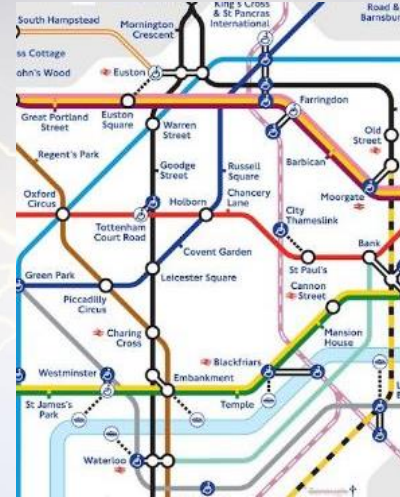 South Hampstead
Mornington
Crescent
King's Cross
& St Pancras
International
Road &
Barnsbu
ss Cottage
ohn's Wood
Euston
Great Portland
Street
Euston
Square
Warren
Street
Farringdon
Old
Street
Regent's Park
Goodge
Street
Russell
Square
Barbican
Moorgate
Oxford
Circus
Holborn
Chancery
Lane
Tottenham
Court Road
City
Thameslink
Bank
Covent Garden
St Paul's
Green Park
Leicester Square
Cannon
Street
Piccadilly
Circus
Charing
Cross
Mansion
House
Blackfriars
Westminster
Embankment
St James's
Park
Temple
Waterloo